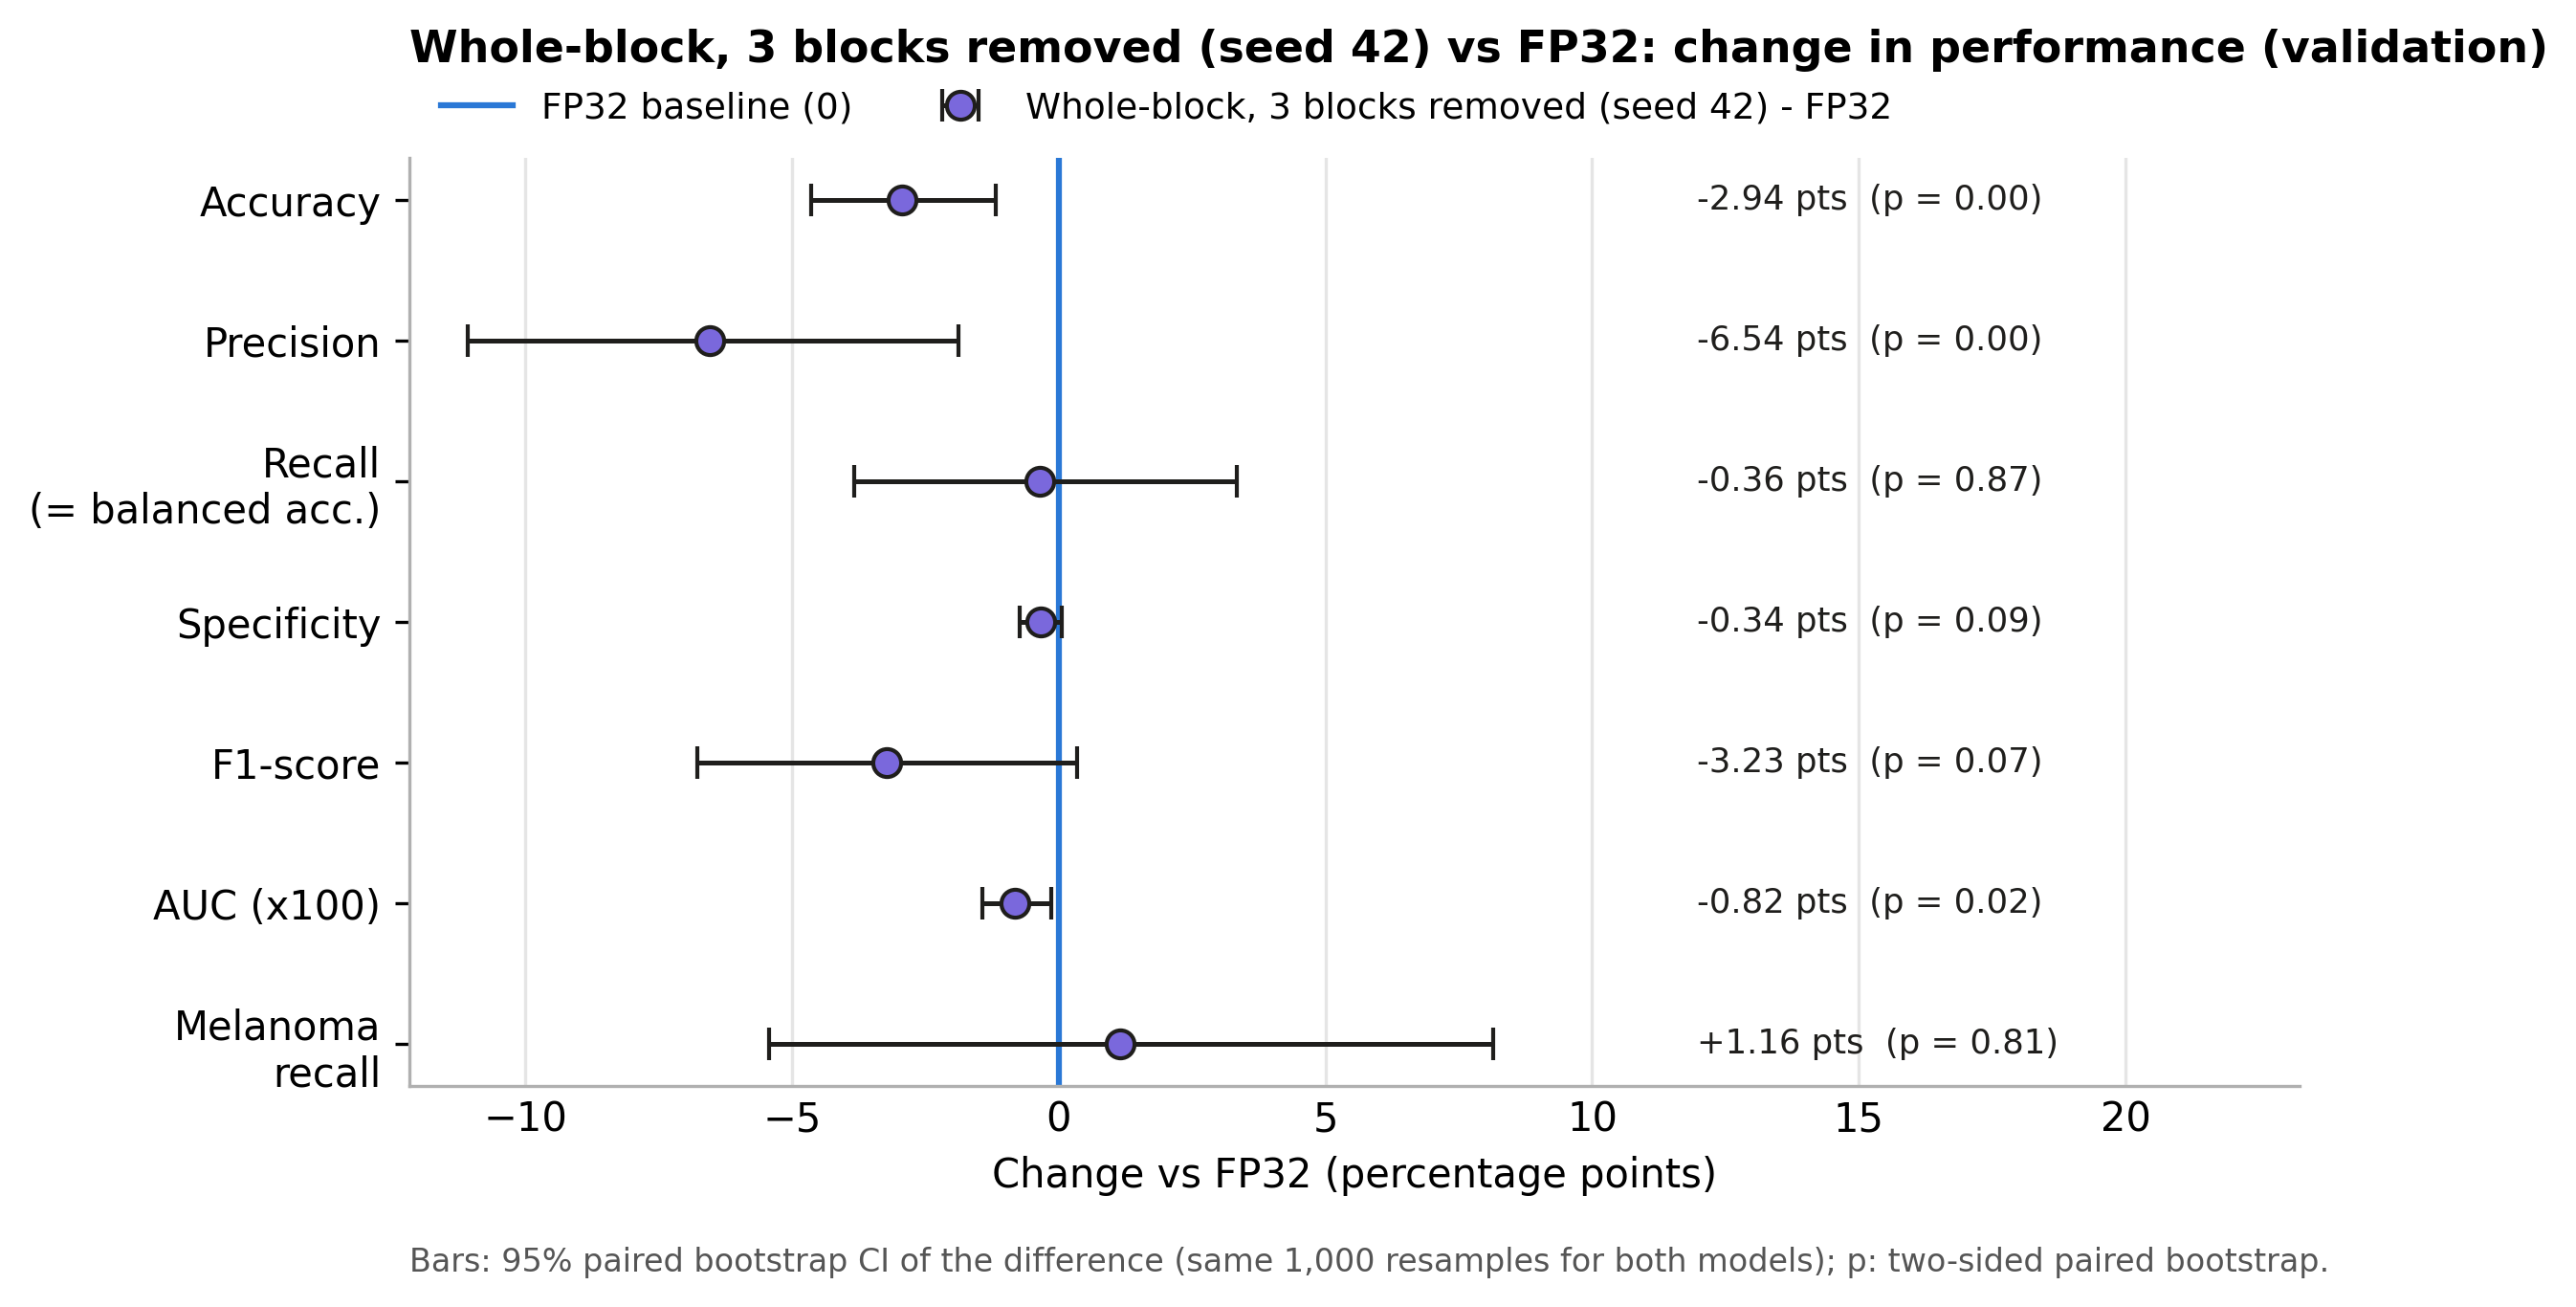 Whole-block, 3 blocks removed (seed 42) vs FP32: change in performance (validation)
FP32 baseline (0)
Whole-block, 3 blocks removed (seed 42) - FP32
Accuracy
-2.94 pts (p = 0.00)
Precision
-6.54 pts (p = 0.00)
Recall
(= balanced acc.)
-0.36 pts (p = 0.87)
Specificity
-0.34 pts (p = 0.09)
F1-score
-3.23 pts (p = 0.07)
AUC (x100)
-0.82 pts (p = 0.02)
Melanoma
recall
+1.16 pts (p = 0.81)
−10 −5 0 5 10 15 20
Change vs FP32 (percentage points)
Bars: 95% paired bootstrap CI of the difference (same 1,000 resamples for both models); p: two-sided paired bootstrap.